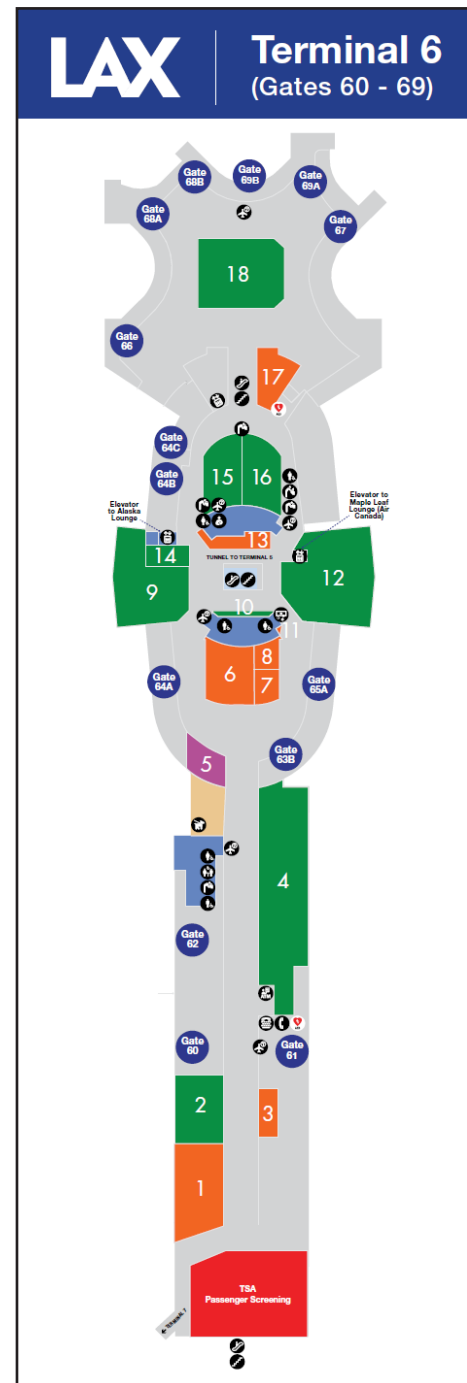 LAX
Terminal 6
(Gates 60 - 69)
Gate
68B
Gate
69B
Gate
69A
Gate
68A
Gate
67
18
Gate
66
17
Gate
64C
15
16
Gate
64B
Elevator
to Alaska
Lounge
Elevator to
Maple Leaf
Lounge (Air
Canada)
13
14
TUNNEL TO TERMINAL 5
9
12
10
11
6
8
7
Gate
64A
Gate
65A
5
Gate
63B
4
Gate
62
Gate
60
Gate
61
2
3
1
TSA
Passenger Screening